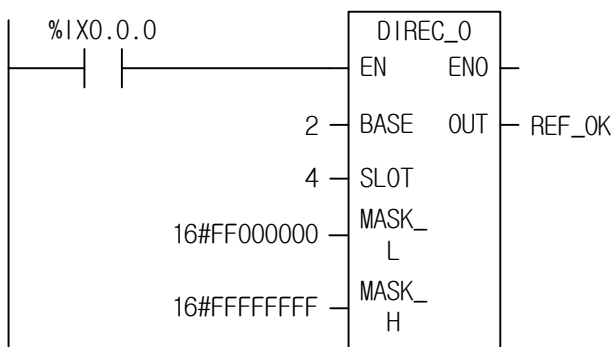 %IX0.0.0
DIREC_O
EN ENO
2 BASE OUT REF_OK
4 SLOT
16#FF000000 MASK_
L
16#FFFFFFFF MASK_
H